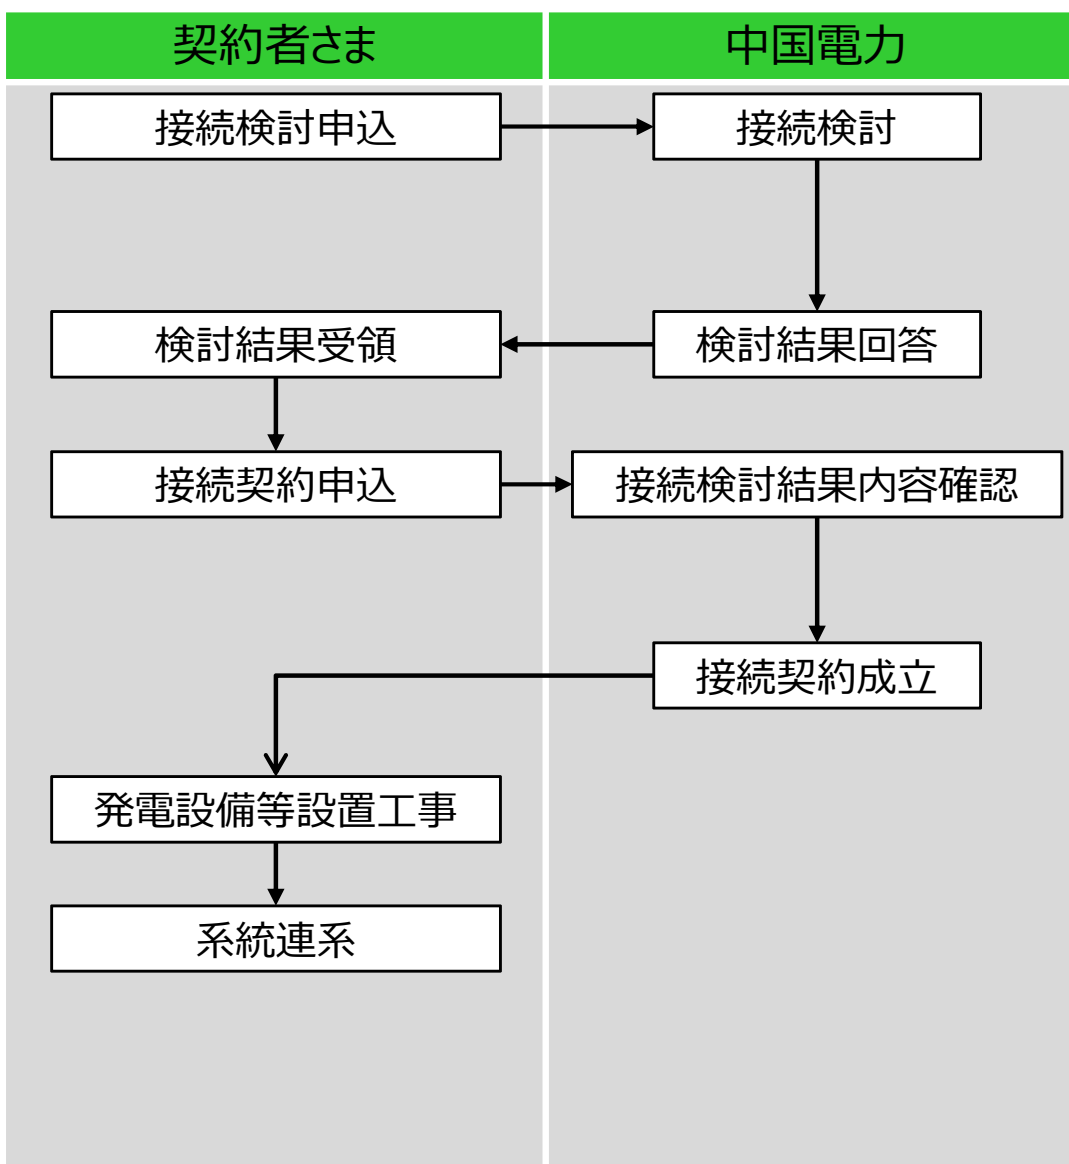 契約者さま
中国電力
接続検討申込
接続検討
検討結果受領
検討結果回答
接続契約申込
接続検討結果内容確認
接続契約成立
発電設備等設置工事
系統連系